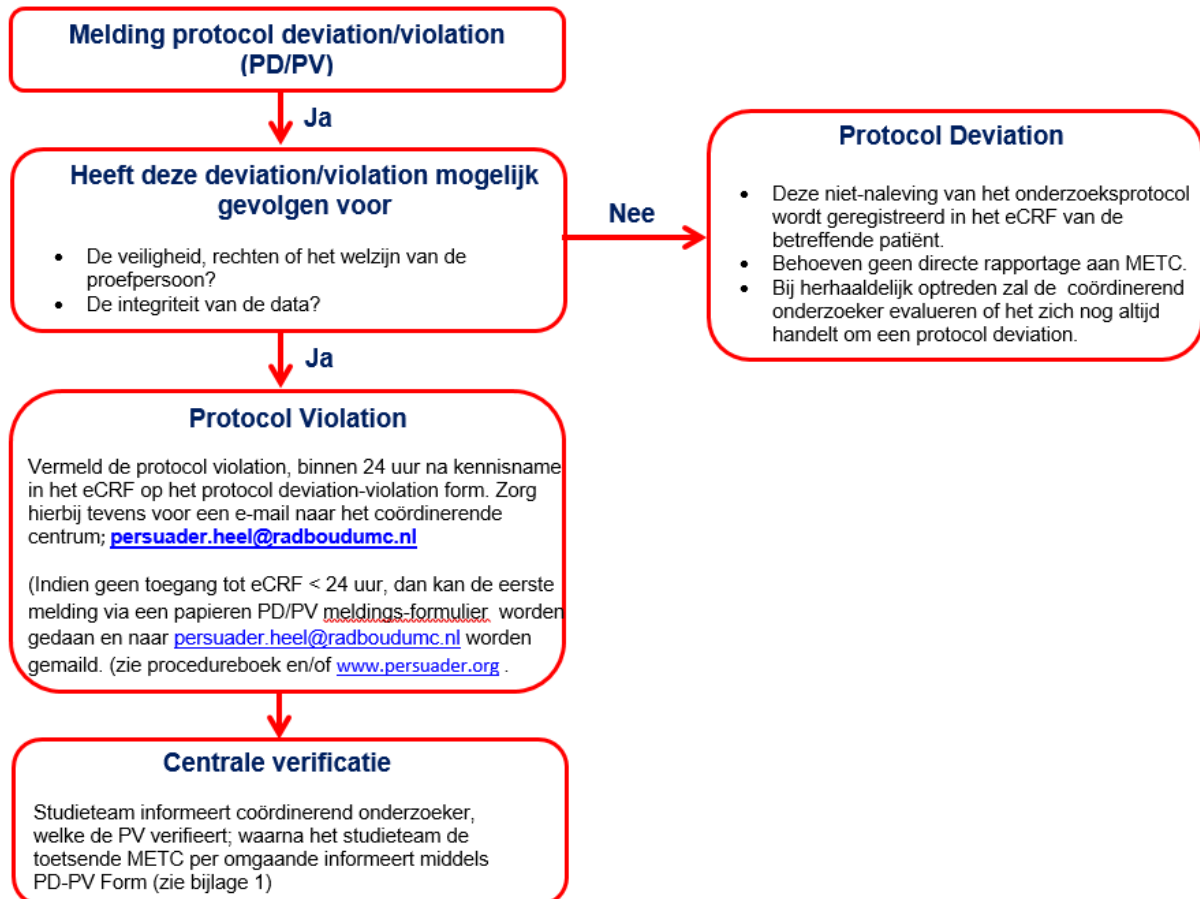 Melding protocol deviation/violation
(PD/PV)
Ja
Heeft deze deviation/violation mogelijk
gevolgen voor
• De veiligheid, rechten of het welzijn van de
proefpersoon?
• De integriteit van de data?
Nee
Protocol Deviation
• Deze niet-naleving van het onderzoeksprotocol
wordt geregistreerd in het eCRF van de
betreffende patiënt.
• Behoeven geen directe rapportage aan METC.
• Bij herhaaldelijk optreden zal de coördinerend
onderzoeker evalueren of het zich nog altijd
handelt om een protocol deviation.
Ja
Protocol Violation
Vermeld de protocol violation, binnen 24 uur na kennisname
in het eCRF op het protocol deviation-violation form. Zorg
hierbij tevens voor een e-mail naar het coördinerende
centrum; persuader.heel@radboudumc.nl
(Indien geen toegang tot eCRF < 24 uur, dan kan de eerste
melding via een papieren PD/PV meldings-formulier worden
gedaan en naar persuader.heel@radboudumc.nl worden
gemaild. (zie procedureboek en/of www.persuader.org .
Centrale verificatie
Studieteam informeert coördinerend onderzoeker,
welke de PV verifieert; waarna het studieteam de
toetsende METC per omgaande informeert middels
PD-PV Form (zie bijlage 1)